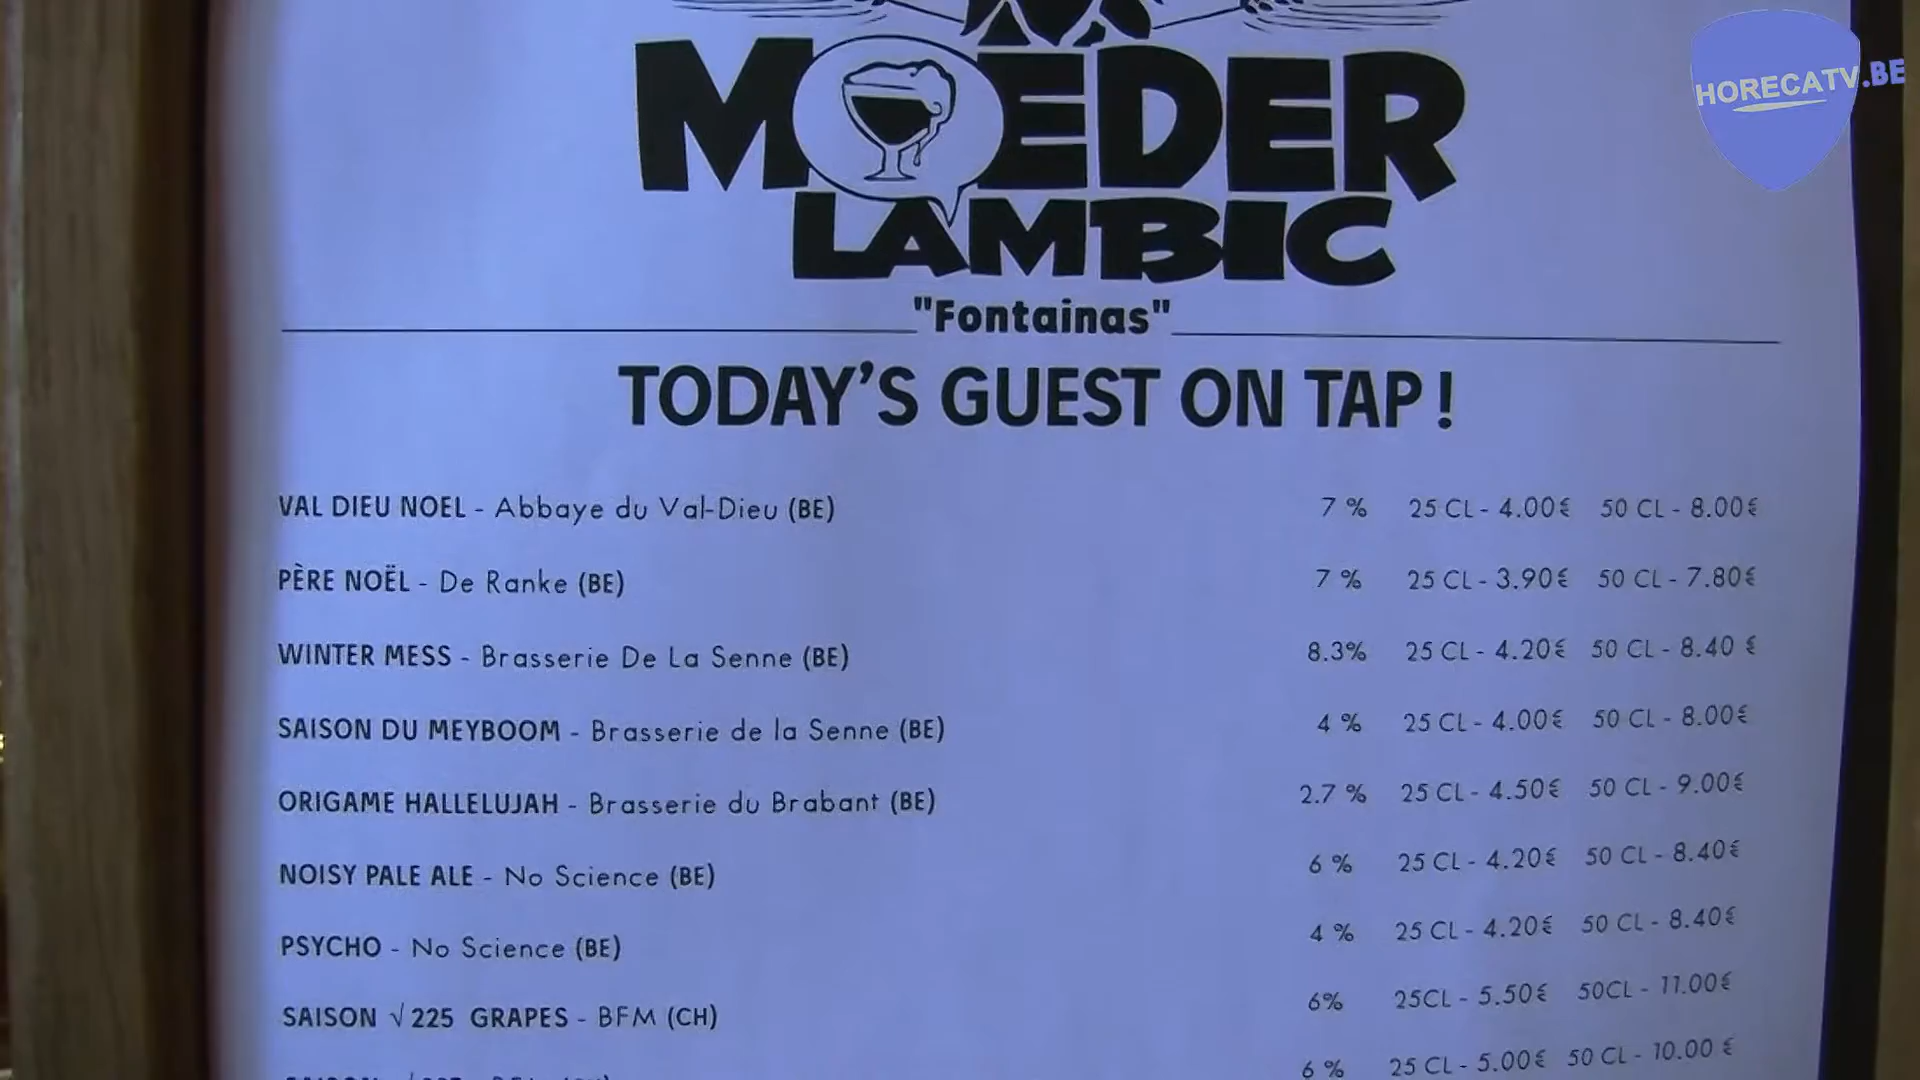 HORECATV.BE
MOEDER
LAMBIC
"Fontainas"
TODAY'S GUEST ON TAP !
VAL DIEU NOEL - Abbaye du Val-Dieu (BE) 7 % 25 CL - 4.00€ 50 CL - 8.00€
PÈRE NOËL - De Ranke (BE) 7 % 25 CL - 3.90€ 50 CL - 7.80€
WINTER MESS - Brasserie De La Senne (BE) 8.3% 25 CL - 4.20€ 50 CL - 8.40 €
SAISON DU MEYBOOM - Brasserie de la Senne (BE) 4 % 25 CL - 4.00€ 50 CL - 8.00€
ORIGAME HALLELUJAH - Brasserie du Brabant (BE) 2.7 % 25 CL - 4.50€ 50 CL - 9.00€
NOISY PALE ALE - No Science (BE) 6 % 25 CL - 4.20€ 50 CL - 8.40€
PSYCHO - No Science (BE) 4 % 25 CL - 4.20€ 50 CL - 8.40€
SAISON √225 GRAPES - BFM (CH) 6% 25CL - 5.50€ 50CL - 11.00€
6 % 25 CL - 5.00€ 50 CL - 10.00 €